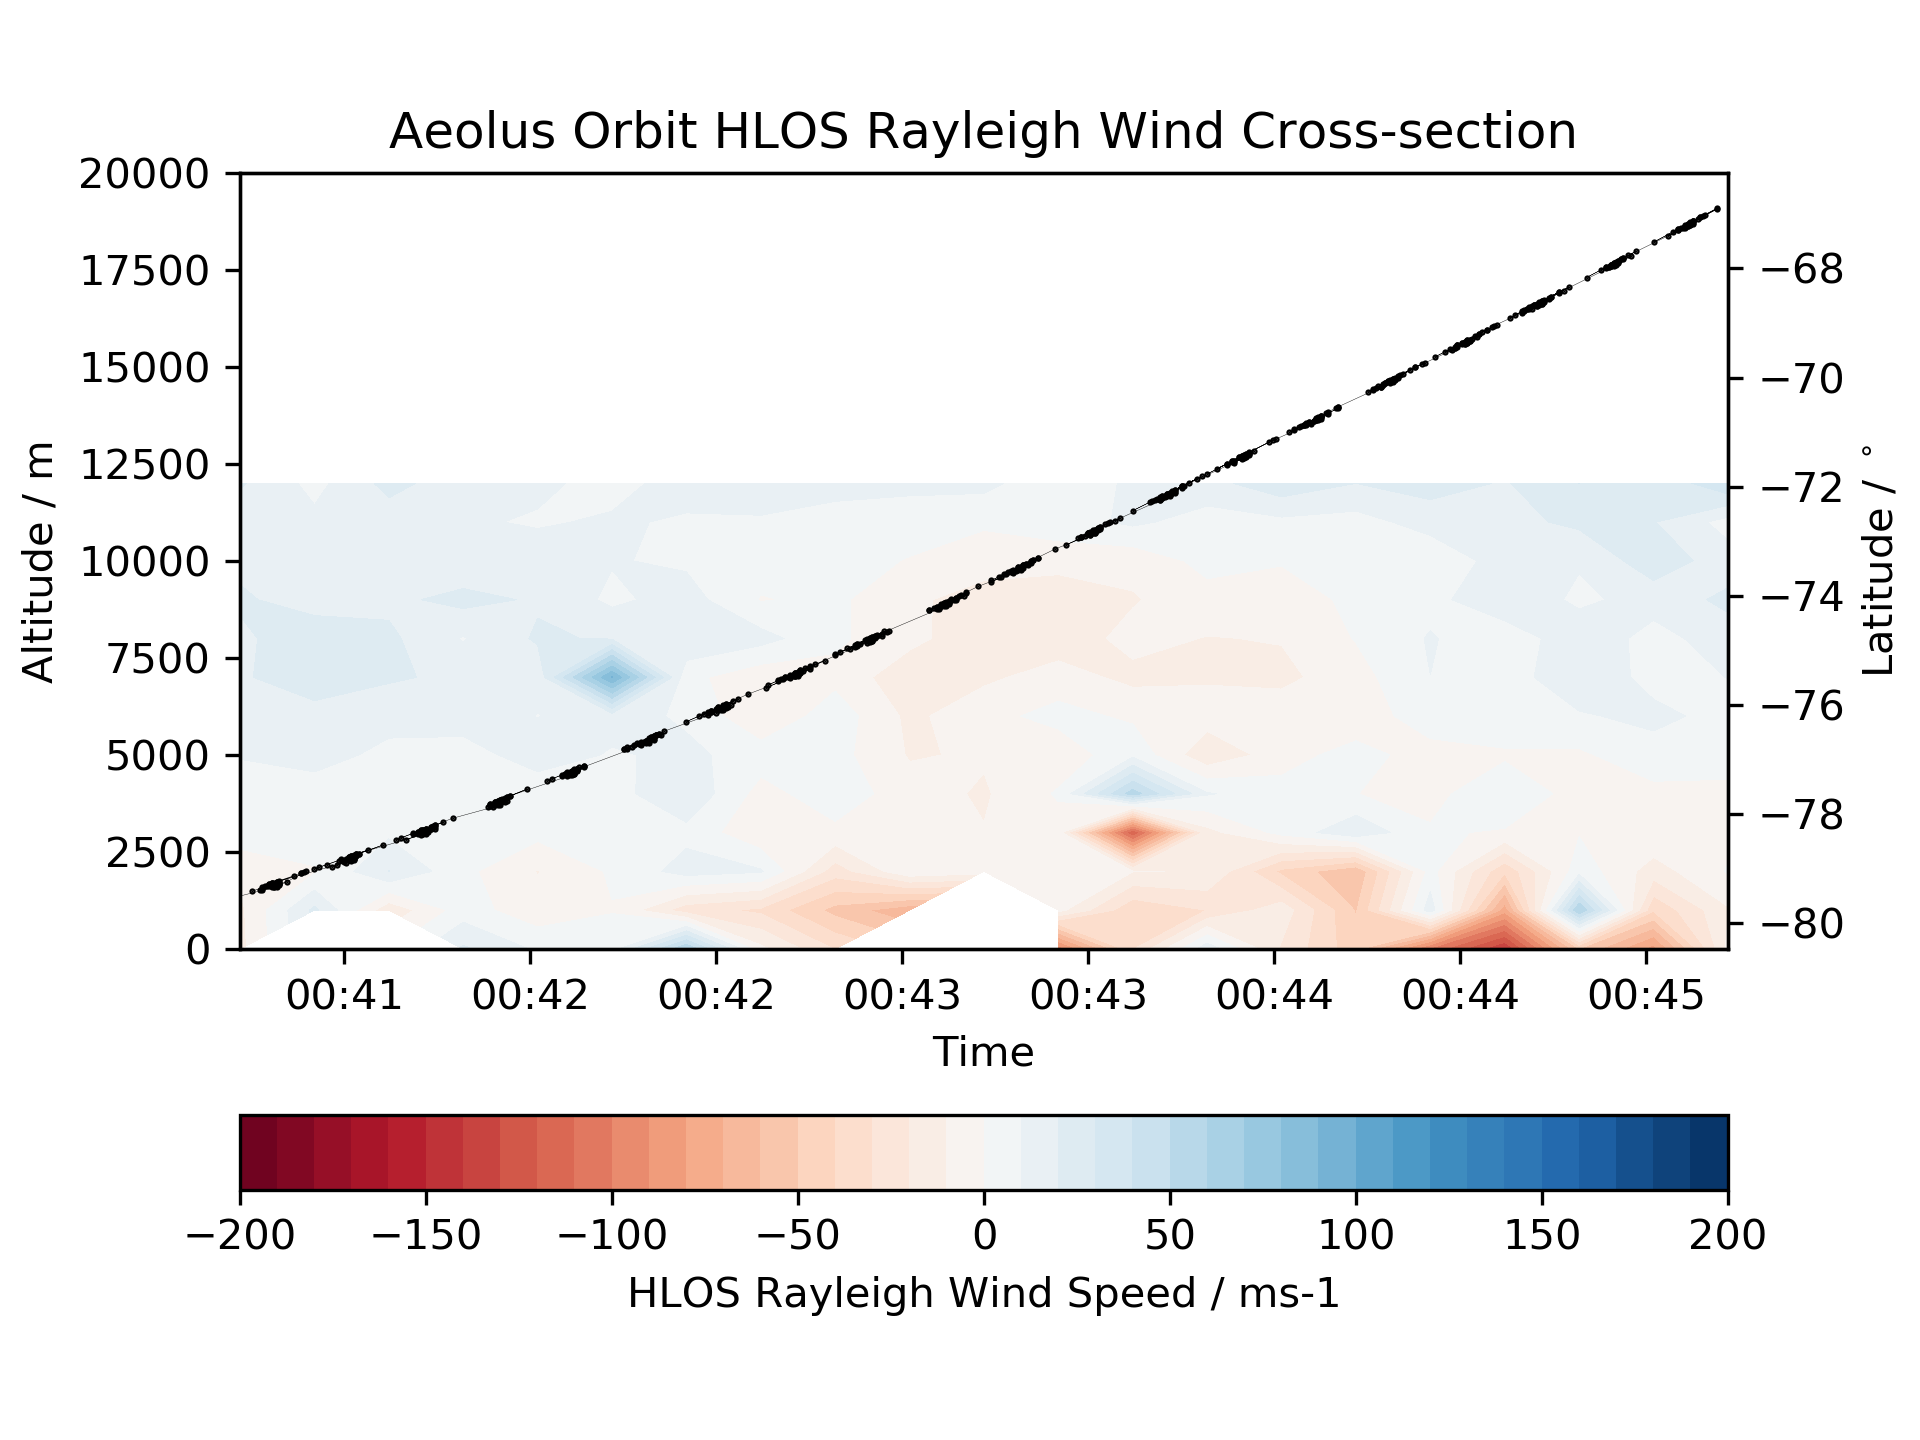 Aeolus Orbit HLOS Rayleigh Wind Cross-section
20000
17500
15000
12500
10000
7500
5000
2500
0
Altitude / m
−68
−70
−72
−74
−76
−78
−80
Latitude / °
00:41 00:42 00:42 00:43 00:43 00:44 00:44 00:45
Time
−200 −150 −100 −50 0 50 100 150 200
HLOS Rayleigh Wind Speed / ms-1